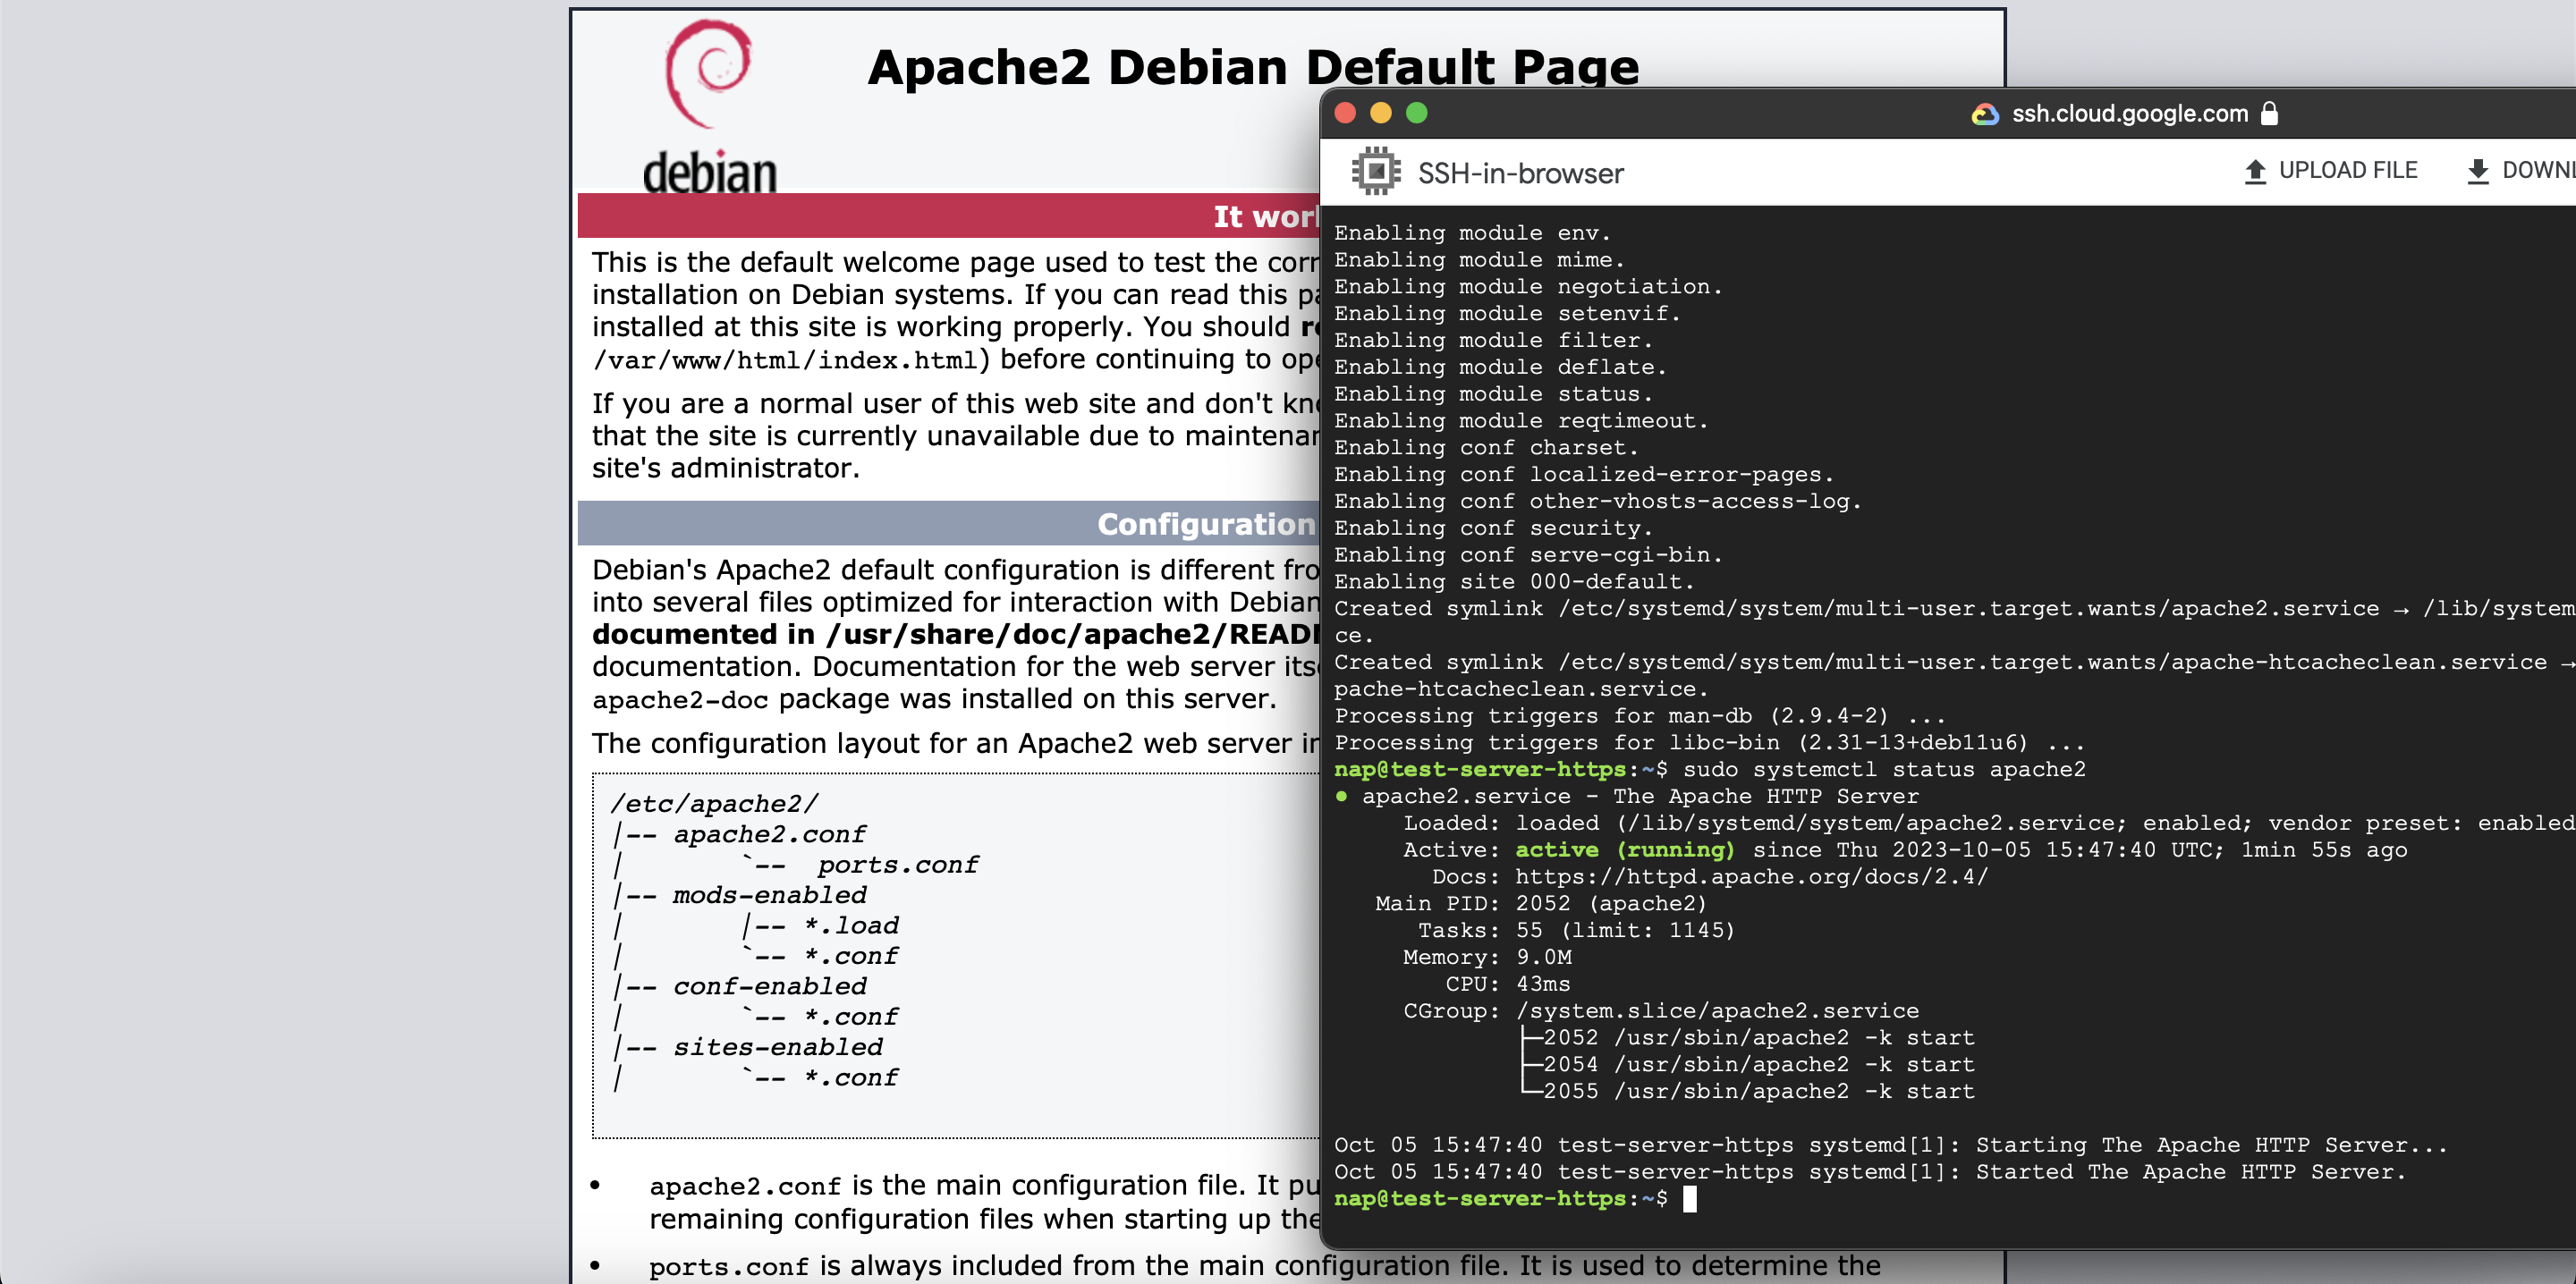 debian
Apache2 Debian Default Page
It
This is the default welcome page used to test the
installation on Debian systems. If you can read this
installed at this site is working properly. You should
/var/www/html/index.html) before continuing to
If you are a normal user of this web site and don't
that the site is currently unavailable due to
site's administrator.
Configuration
Debian's Apache2 default configuration is different
into several files optimized for interaction with Debian
documented in /usr/share/doc/apache2/
documentation. Documentation for the web server
apache2-doc package was installed on this server.
The configuration layout for an Apache2 web server
/etc/apache2/
|-- apache2.conf
|       `--  ports.conf
|-- mods-enabled
|       |-- *.load
|       `-- *.conf
|-- conf-enabled
|       `-- *.conf
|-- sites-enabled
|       `-- *.conf
• apache2.conf is the main configuration file. It
remaining configuration files when starting up the
• ports.conf is always included from the main configuration file. It is used to determine the
ssh.cloud.google.com
SSH-in-browser
UPLOAD FILE
Enabling module env.
Enabling module mime.
Enabling module negotiation.
Enabling module setenvif.
Enabling module filter.
Enabling module deflate.
Enabling module status.
Enabling module reqtimeout.
Enabling conf charset.
Enabling conf localized-error-pages.
Enabling conf other-vhosts-access-log.
Enabling conf security.
Enabling conf serve-cgi-bin.
Enabling site 000-default.
Created symlink /etc/systemd/system/multi-user.target.wants/apache2.service → /lib/system
ce.
Created symlink /etc/systemd/system/multi-user.target.wants/apache-htcacheclean.service →
pache-htcacheclean.service.
Processing triggers for man-db (2.9.4-2) ...
Processing triggers for libc-bin (2.31-13+deb11u6) ...
nap@test-server-https:~$ sudo systemctl status apache2
● apache2.service - The Apache HTTP Server
Loaded: loaded (/lib/systemd/system/apache2.service; enabled; vendor preset: enabled
Active: active (running) since Thu 2023-10-05 15:47:40 UTC; 1min 55s ago
Docs: https://httpd.apache.org/docs/2.4/
Main PID: 2052 (apache2)
Tasks: 55 (limit: 1145)
Memory: 9.0M
CPU: 43ms
CGroup: /system.slice/apache2.service
├─2052 /usr/sbin/apache2 -k start
├─2054 /usr/sbin/apache2 -k start
└─2055 /usr/sbin/apache2 -k start
Oct 05 15:47:40 test-server-https systemd[1]: Starting The Apache HTTP Server...
Oct 05 15:47:40 test-server-https systemd[1]: Started The Apache HTTP Server.
nap@test-server-https:~$